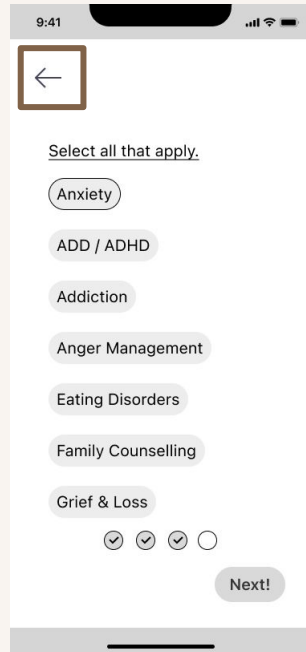 9:41
Select all that apply.
Anxiety
ADD / ADHD
Addiction
Anger Management
Eating Disorders
Family Counselling
Grief & Loss
Next!